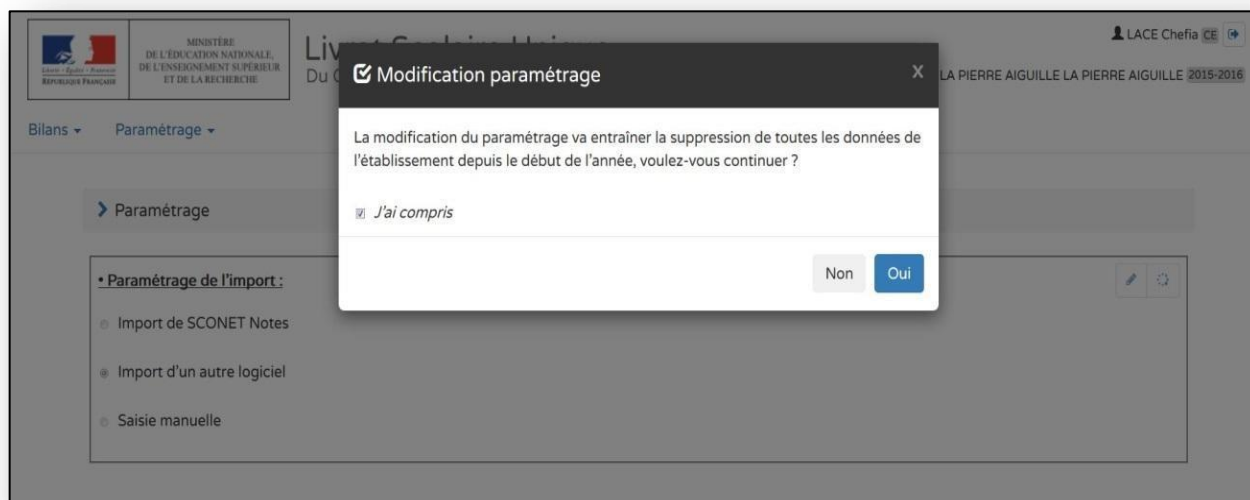 MINISTÈRE
DE L'ÉDUCATION NATIONALE,
DE L'ENSEIGNEMENT SUPÉRIEUR
ET DE LA RECHERCHE
Liberté • Égalité • Fraternité
RÉPUBLIQUE FRANÇAISE
LACE Chefia CE
LA PIERRE AIGUILLE LA PIERRE AIGUILLE 2015-2016
Bilans
Paramétrage
Modification paramétrage X
La modification du paramétrage va entraîner la suppression de toutes les données de
l'établissement depuis le début de l'année, voulez-vous continuer ?
J'ai compris
Non Oui
Paramétrage
• Paramétrage de l'import :
Import de SCONET Notes
Import d'un autre logiciel
Saisie manuelle